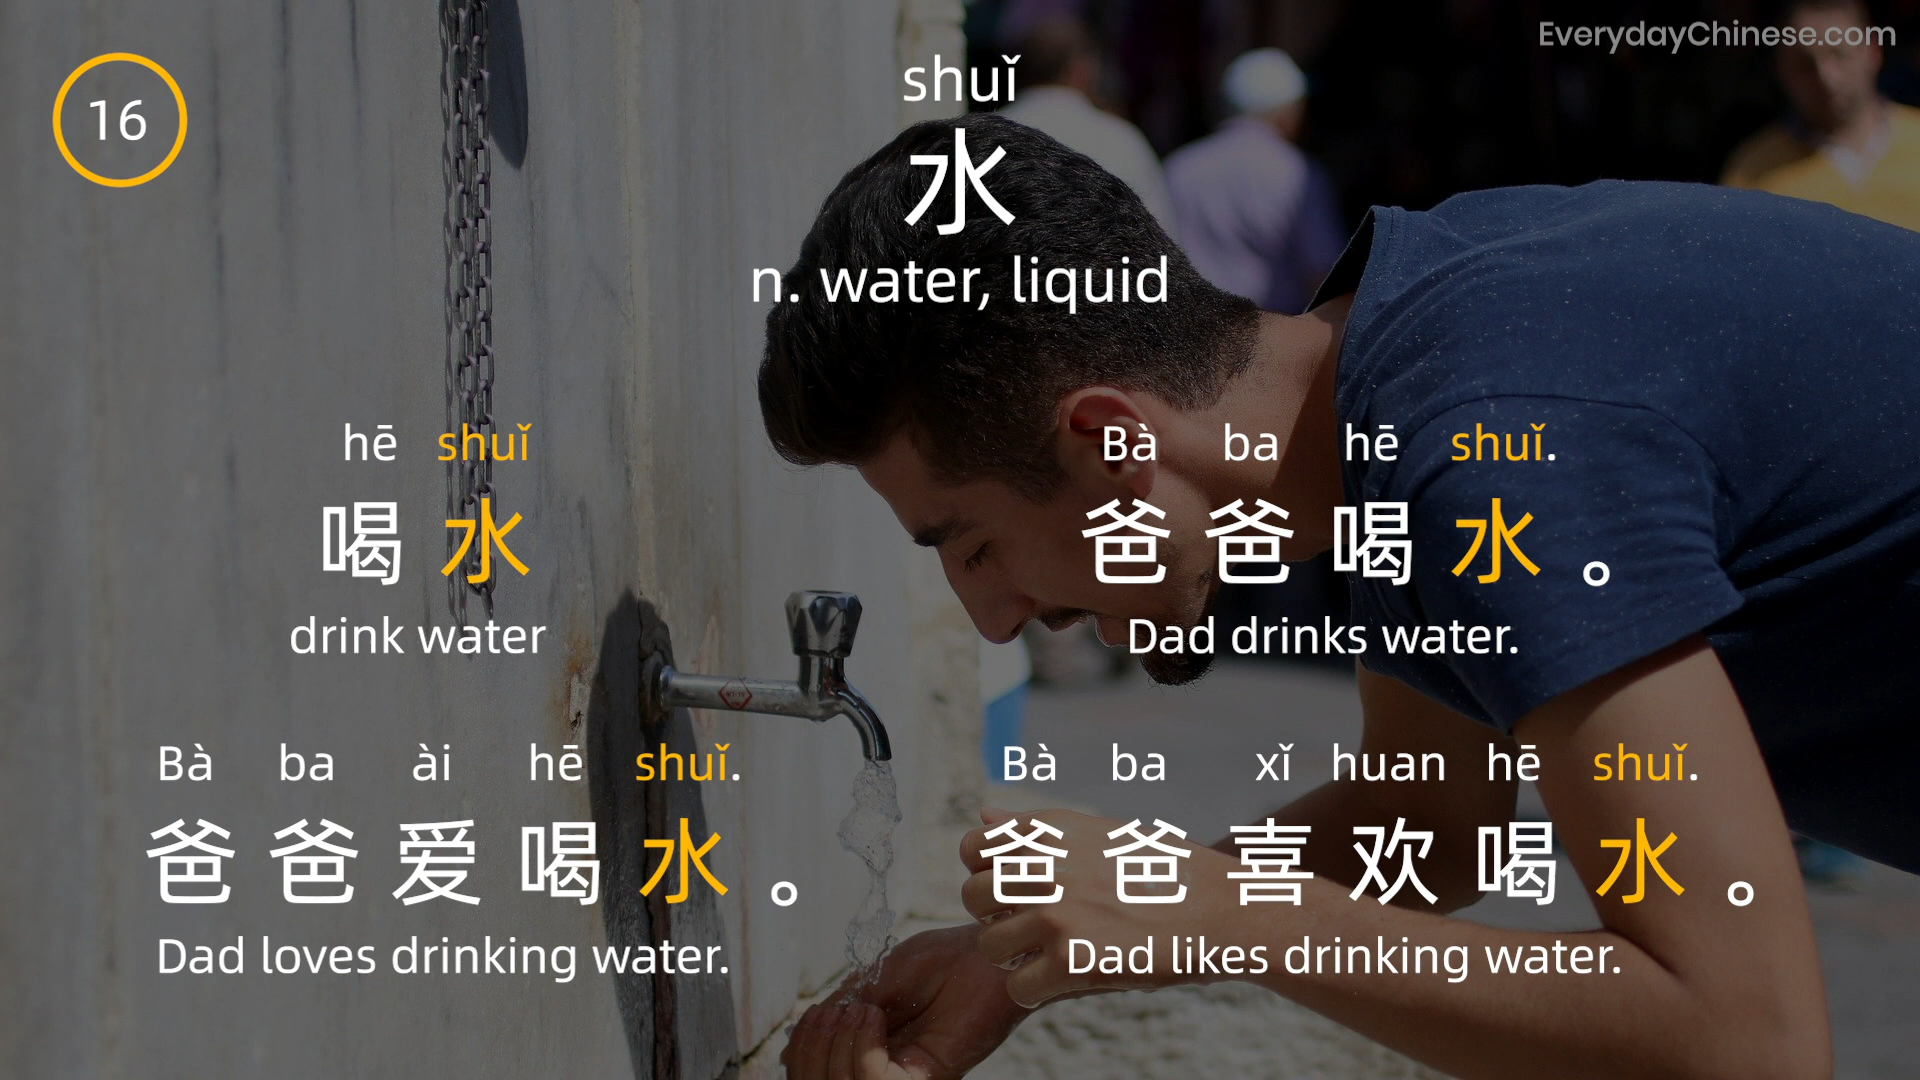 EverydayChinese.com
16
shuǐ
水
n. water, liquid
hē shuǐ
喝水
drink water
Bà ba hē shuǐ.
爸爸喝水。
Dad drinks water.
Bà ba ài hē shuǐ.
爸爸爱喝水。
Dad loves drinking water.
Bà ba xǐ huan hē shuǐ.
爸爸喜欢喝水。
Dad likes drinking water.